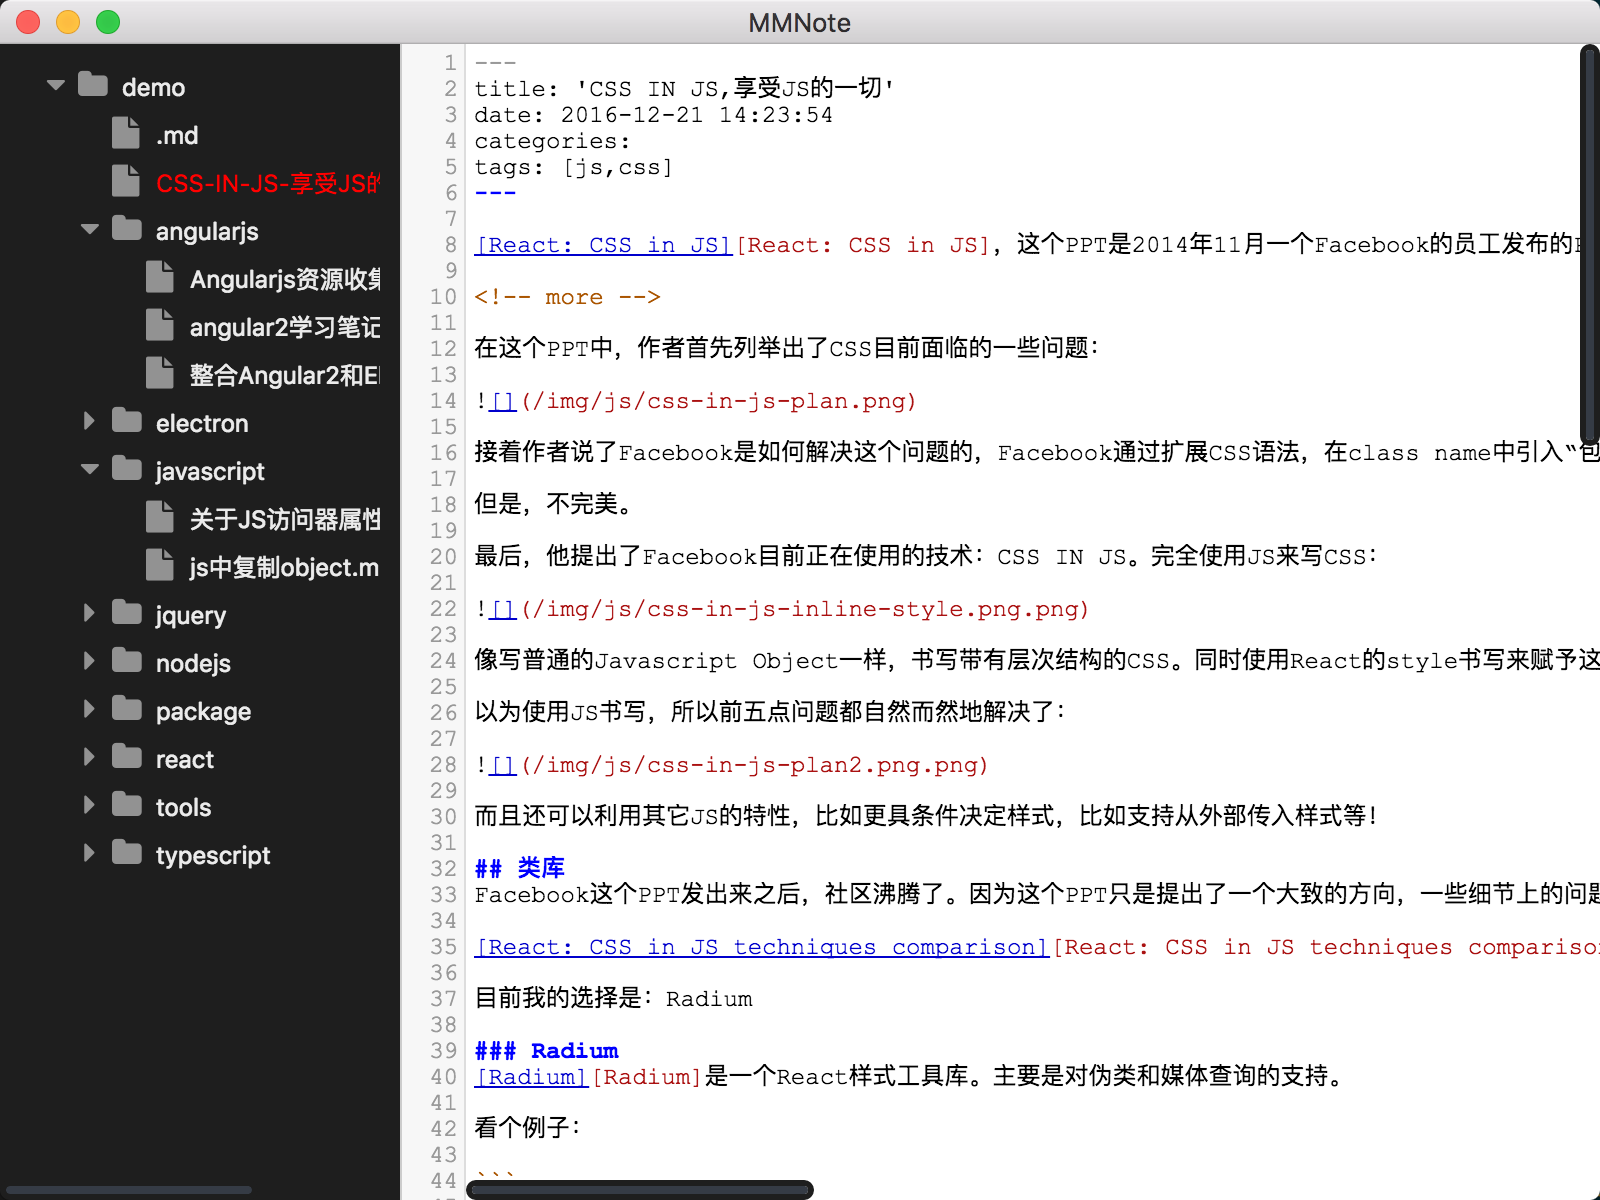 MMNote
demo
.md
CSS-IN-JS-享受JS的
angularjs
Angularjs资源收集
angular2学习笔记
整合Angular2和El
electron
javascript
关于JS访问器属性
js中复制object.m
jquery
nodejs
package
react
tools
typescript
1 ---
2 title: 'CSS IN JS,享受JS的一切'
3 date: 2016-12-21 14:23:54
4 categories:
5 tags: [js,css]
6 ---
7
8 [React: CSS in JS][React: CSS in JS]，这个PPT是2014年11月一个Facebook的员工发布的
9
10 <!-- more -->
11
12 在这个PPT中，作者首先列举出了CSS目前面临的一些问题：
13
14 ![](/img/js/css-in-js-plan.png)
15
16 接着作者说了Facebook是如何解决这个问题的，Facebook通过扩展CSS语法，在class name中引入“包
17
18 但是，不完美。
19
20 最后，他提出了Facebook目前正在使用的技术：CSS IN JS。完全使用JS来写CSS：
21
22 ![](/img/js/css-in-js-inline-style.png.png)
23
24 像写普通的Javascript Object一样，书写带有层次结构的CSS。同时使用React的style书写来赋予这
25
26 以为使用JS书写，所以前五点问题都自然而然地解决了：
27
28 ![](/img/js/css-in-js-plan2.png.png)
29
30 而且还可以利用其它JS的特性，比如更具条件决定样式，比如支持从外部传入样式等！
31
32 ## 类库
33 Facebook这个PPT发出来之后，社区沸腾了。因为这个PPT只是提出了一个大致的方向，一些细节上的问题
34
35 [React: CSS in JS techniques comparison][React: CSS in JS techniques comparison
36
37 目前我的选择是：Radium
38
39 ### Radium
40 [Radium][Radium]是一个React样式工具库。主要是对伪类和媒体查询的支持。
41
42 看个例子：
43
44 ```